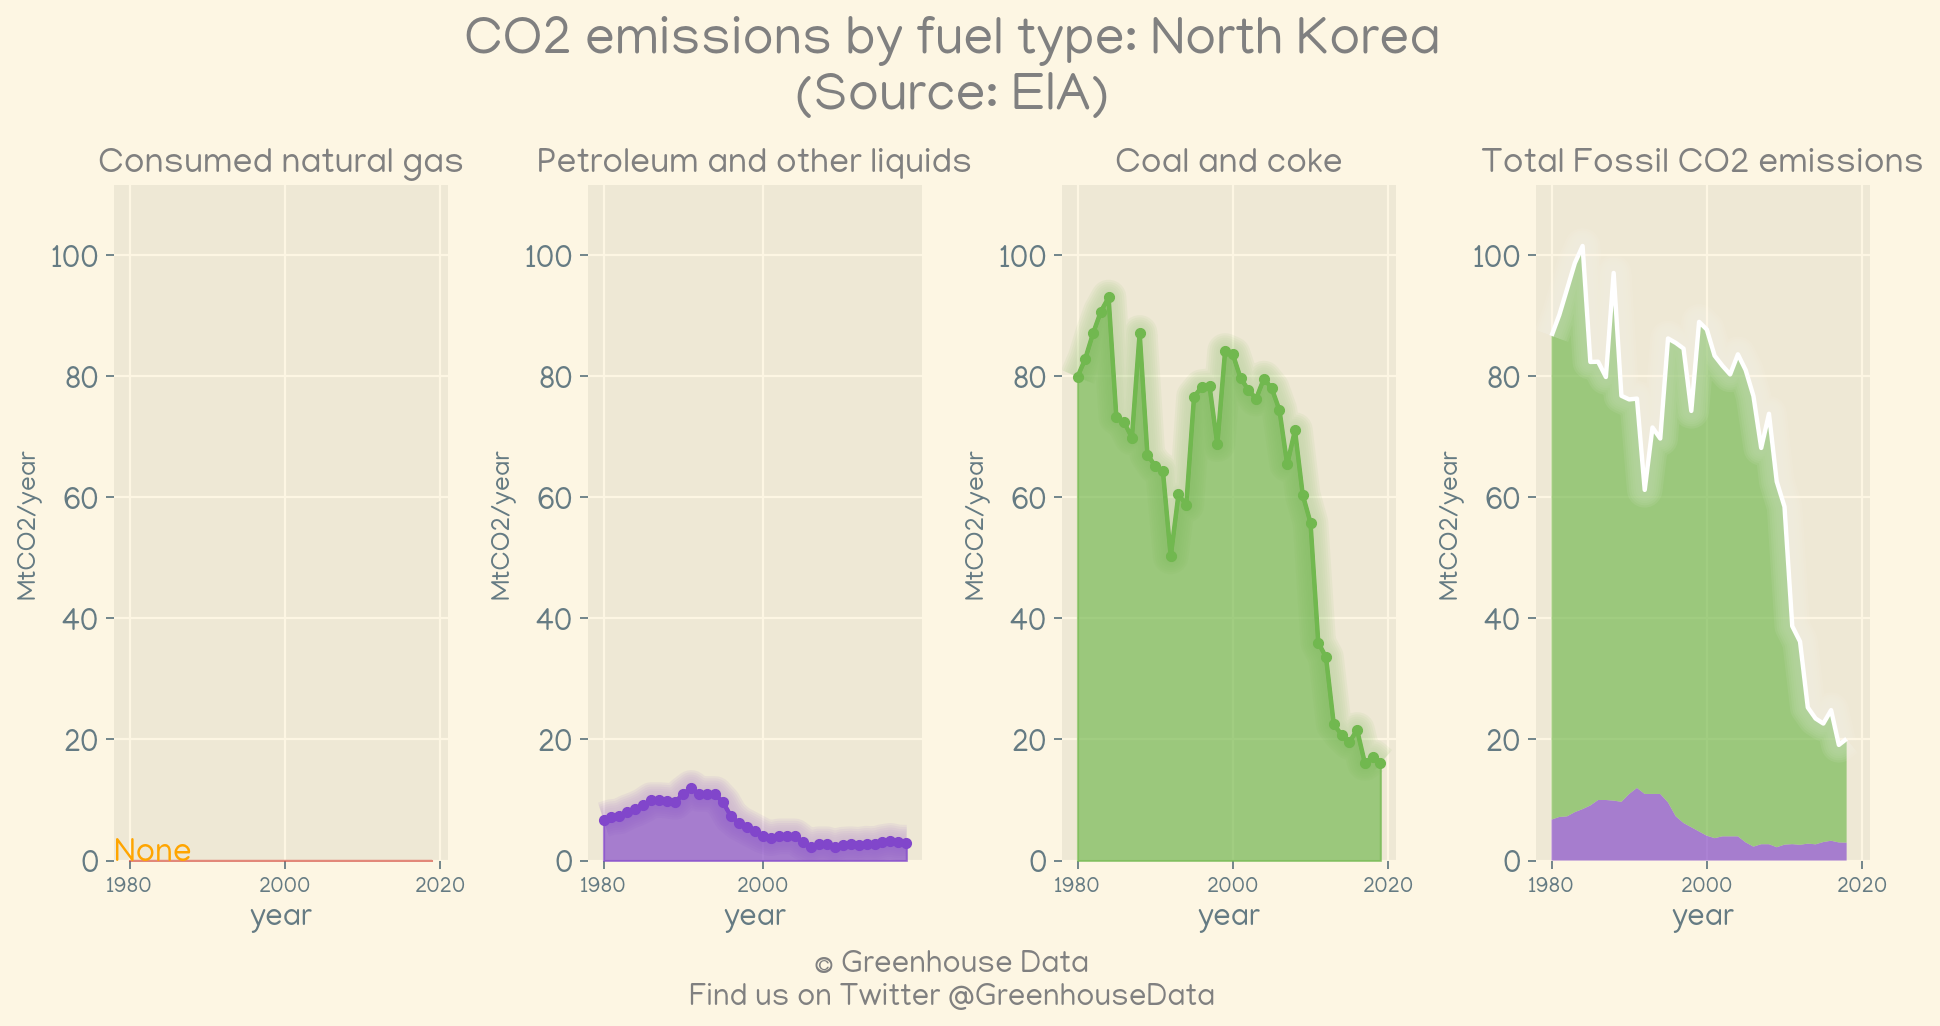 CO2 emissions by fuel type: North Korea
(Source: EIA)
Consumed natural gas
Petroleum and other liquids
Coal and coke
Total Fossil CO2 emissions
MtCO2/year
100
80
60
40
20
0
None
1980
2000
2020
year
MtCO2/year
100
80
60
40
20
0
1980
2000
year
MtCO2/year
100
80
60
40
20
0
1980
2000
2020
year
MtCO2/year
100
80
60
40
20
0
1980
2000
2020
year
© Greenhouse Data
Find us on Twitter @GreenhouseData